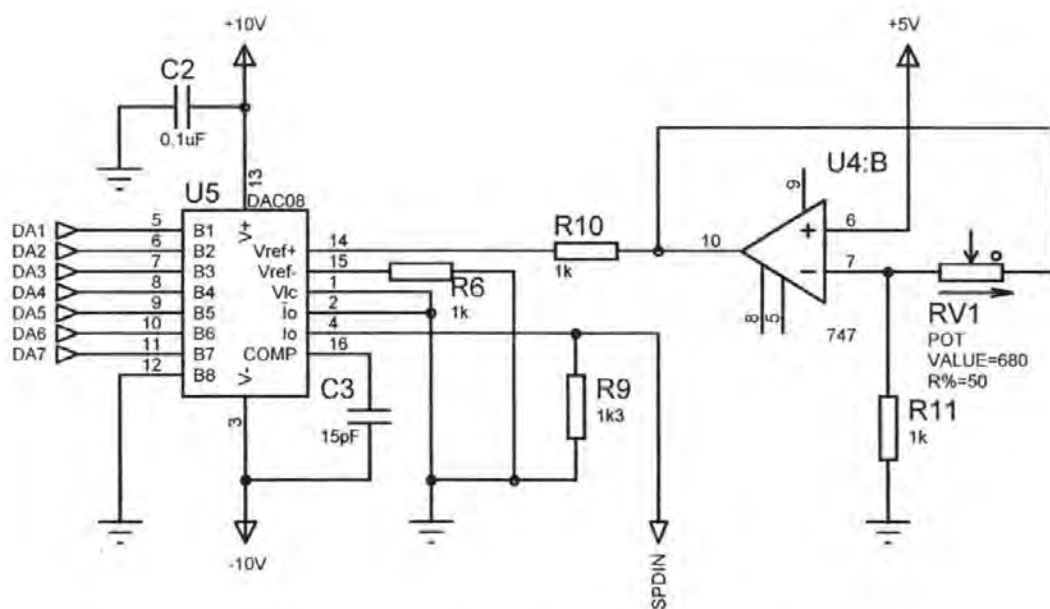 +10V
+5V
C2
0.1uF
U5
DAC08
13
V+
DA1
5
B1
DA2
6
B2
DA3
7
B3
DA4
8
B4
DA5
9
B5
DA6
10
B6
DA7
11
B7
12
B8
Vref+
14
Vref-
15
Vlc
1
Io
2
Io
4
COMP
16
V-
3
-10V
C3
15pF
R6
1k
R9
1k3
R10
1k
SPDIN
U4:B
9
10
+
6
-
7
8
5
747
RV1
POT
VALUE=680
R%=50
R11
1k